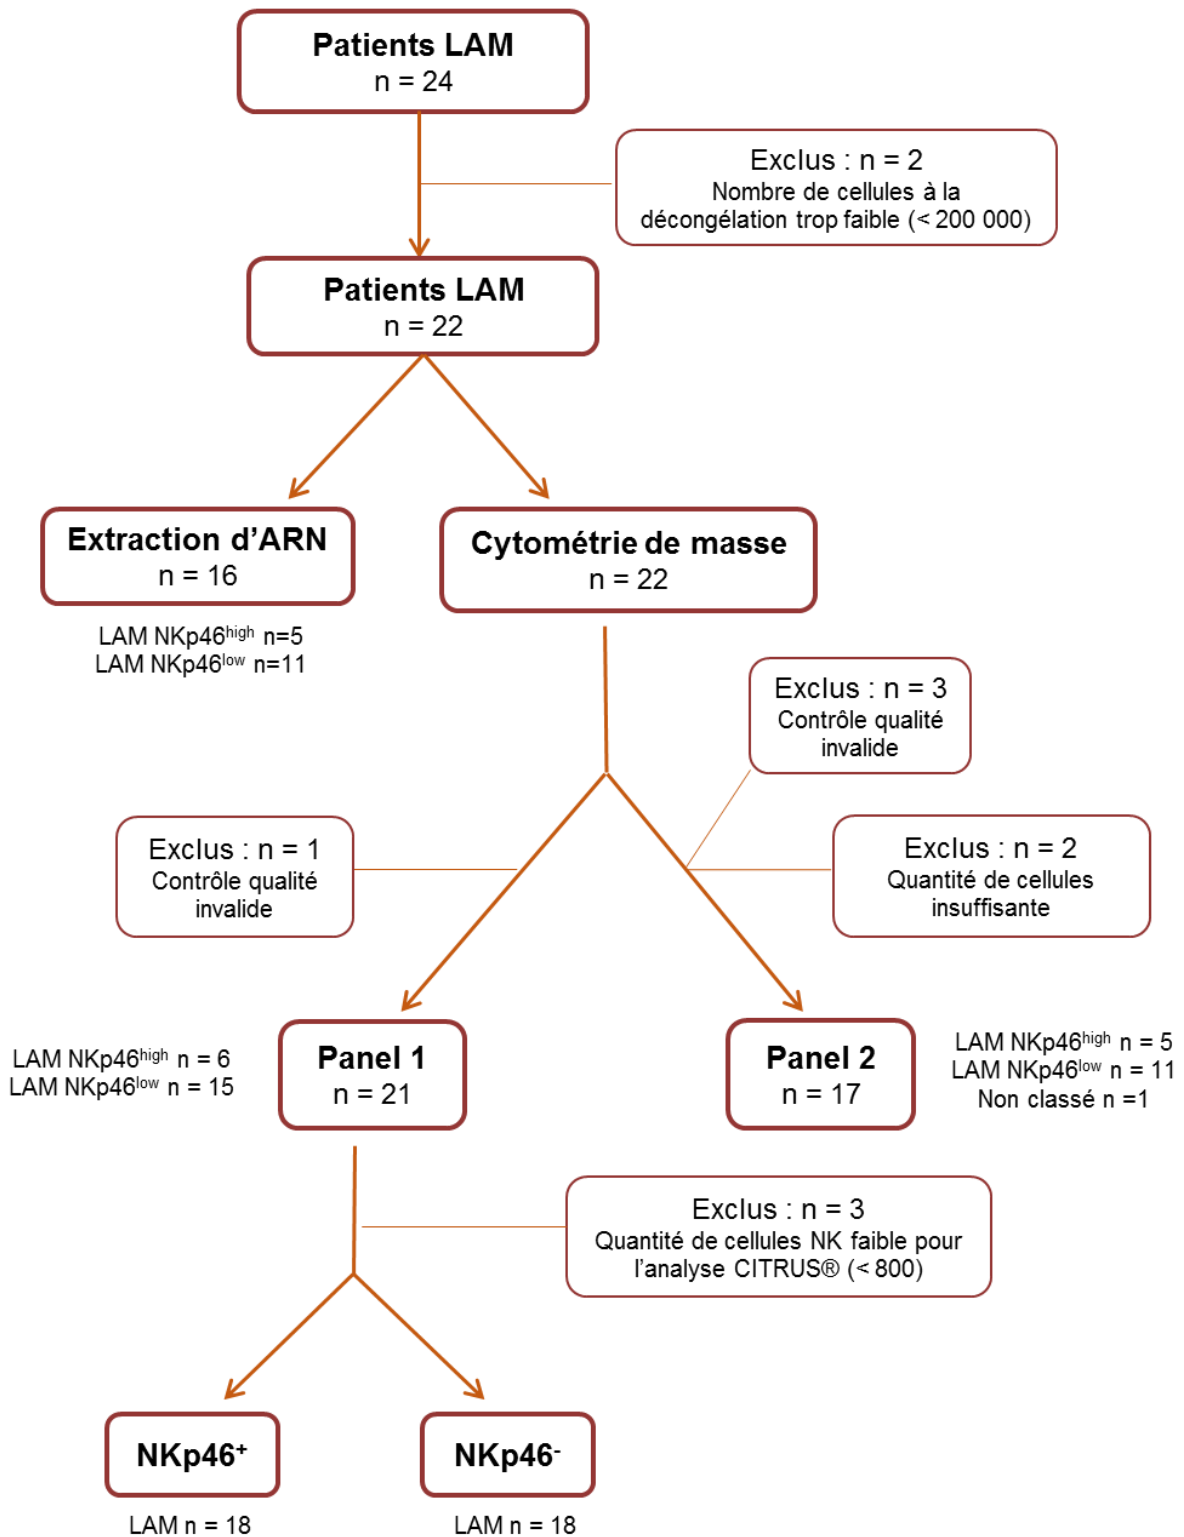 Patients LAM
n = 24
Exclus : n = 2
Nombre de cellules à la
décongélation trop faible (< 200 000)
Patients LAM
n = 22
Extraction d’ARN
n = 16
LAM NKp46high n=5
LAM NKp46low n=11
Cytométrie de masse
n = 22
Exclus : n = 3
Contrôle qualité
invalide
Exclus : n = 1
Contrôle qualité
invalide
Exclus : n = 2
Quantité de cellules
insuffisante
LAM NKp46high n = 6
LAM NKp46low n = 15
Panel 1
n = 21
Panel 2
n = 17
LAM NKp46high n = 5
LAM NKp46low n = 11
Non classé n =1
Exclus : n = 3
Quantité de cellules NK faible pour
l’analyse CITRUS® (< 800)
NKp46+
LAM n = 18
NKp46-
LAM n = 18